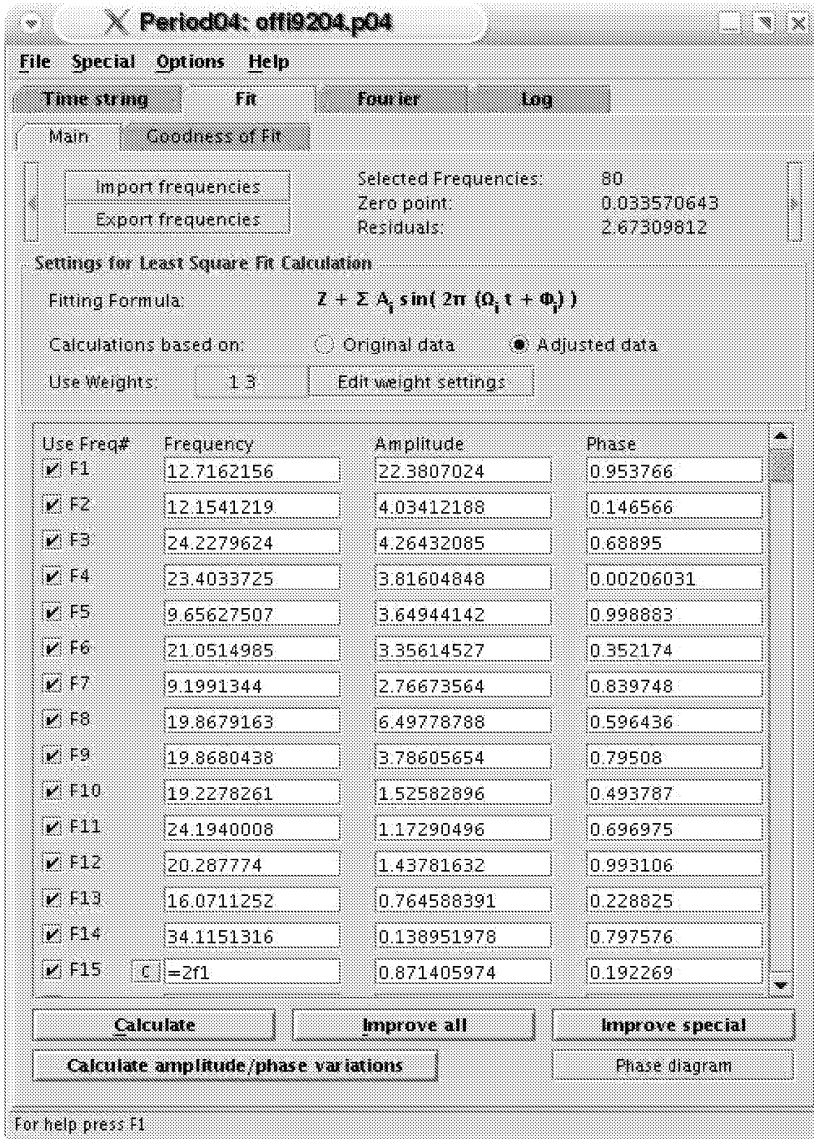 Period04: offi9204.p04
File Special Options Help
Time string Fit Fourier Log
Main Goodness of Fit
Import frequencies
Export frequencies
Selected Frequencies: 80
Zero point: 0.033570643
Residuals: 2.67309812
Settings for Least Square Fit Calculation
Fitting Formula: Z + Σ Ai sin( 2π (Ωi t + Φi) )
Calculations based on: Original data Adjusted data
Use Weights: 1 3 Edit weight settings
Use Freq# Frequency Amplitude Phase
F1 12.7162156 22.3807024 0.953766
F2 12.1541219 4.03412188 0.146566
F3 24.2279624 4.26432085 0.68895
F4 23.4033725 3.81604848 0.00206031
F5 9.65627507 3.64944142 0.998883
F6 21.0514985 3.35614527 0.352174
F7 9.1991344 2.76673564 0.839748
F8 19.8679163 6.49778788 0.596436
F9 19.8680438 3.78605654 0.79508
F10 19.2278261 1.52582896 0.493787
F11 24.1940008 1.17290496 0.696975
F12 20.287774 1.43781632 0.993106
F13 16.0711252 0.764588391 0.228825
F14 34.1151316 0.138951978 0.797576
F15 C =2f1 0.871405974 0.192269
Calculate Improve all Improve special
Calculate amplitude/phase variations Phase diagram
For help press F1